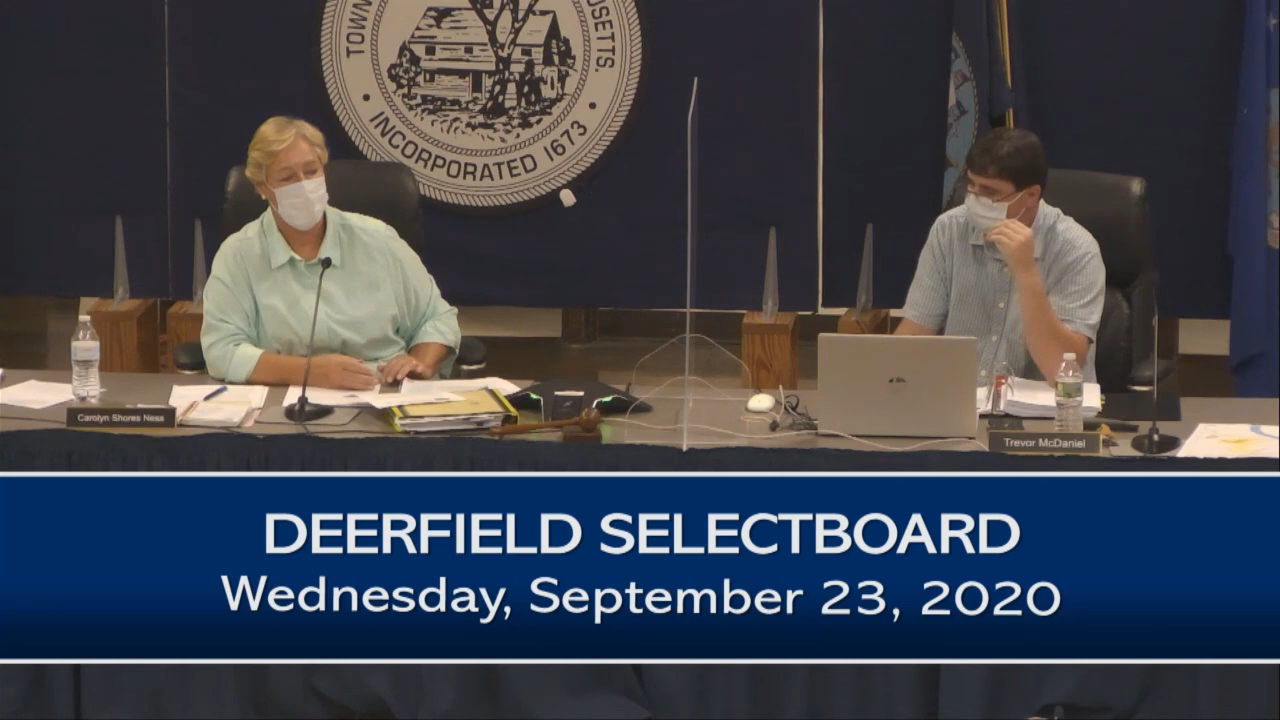 TOWN
SETTS.
• INCORPORATED 1673 •
Carolyn Shores Ness
Trevor McDaniel
DEERFIELD SELECTBOARD
Wednesday, September 23, 2020